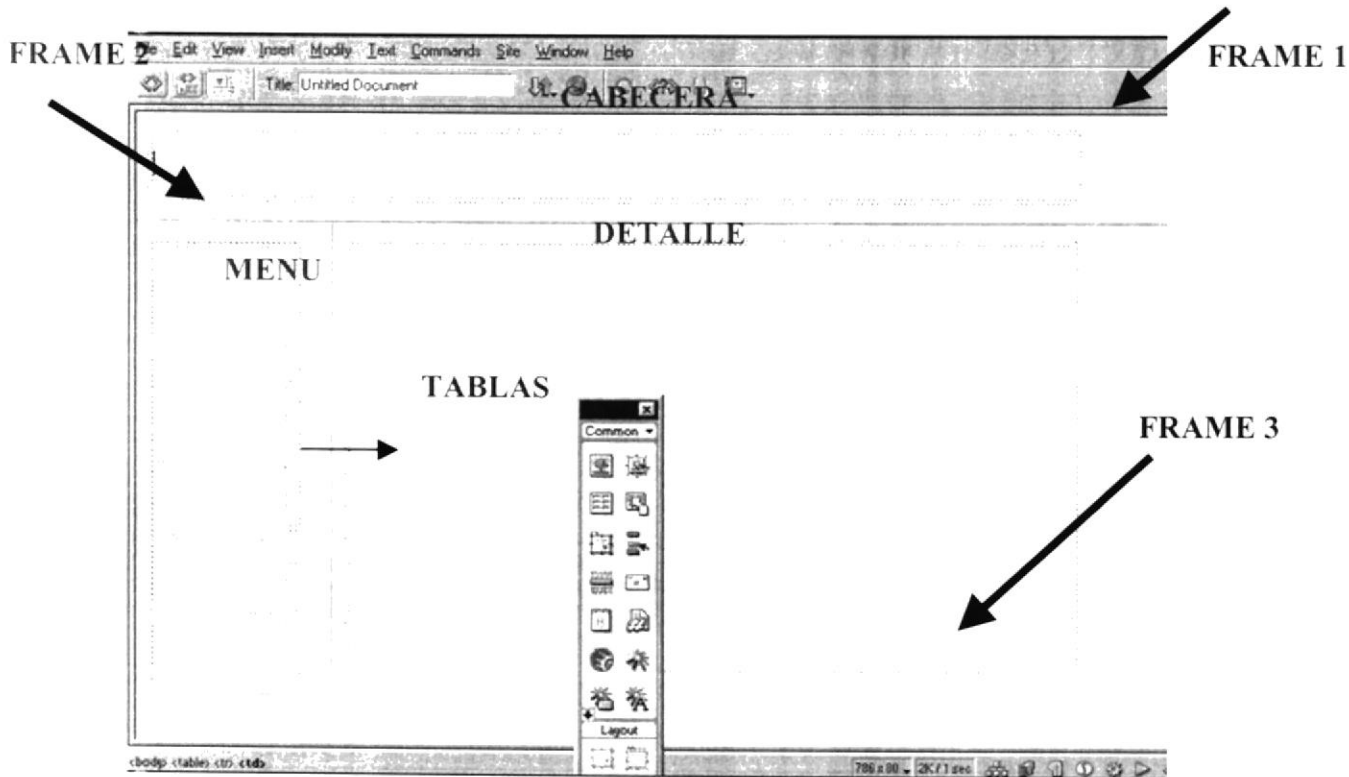 FRAME 2
File Edit View Insert Modify Text Commands Site Window Help
FRAME 1
Title: Untitled Document
CABECERA
DETALLE
MENU
TABLAS
Common
FRAME 3
Layout
<body> <table> <tr> <td>
786 x 80 2K / 1 sec